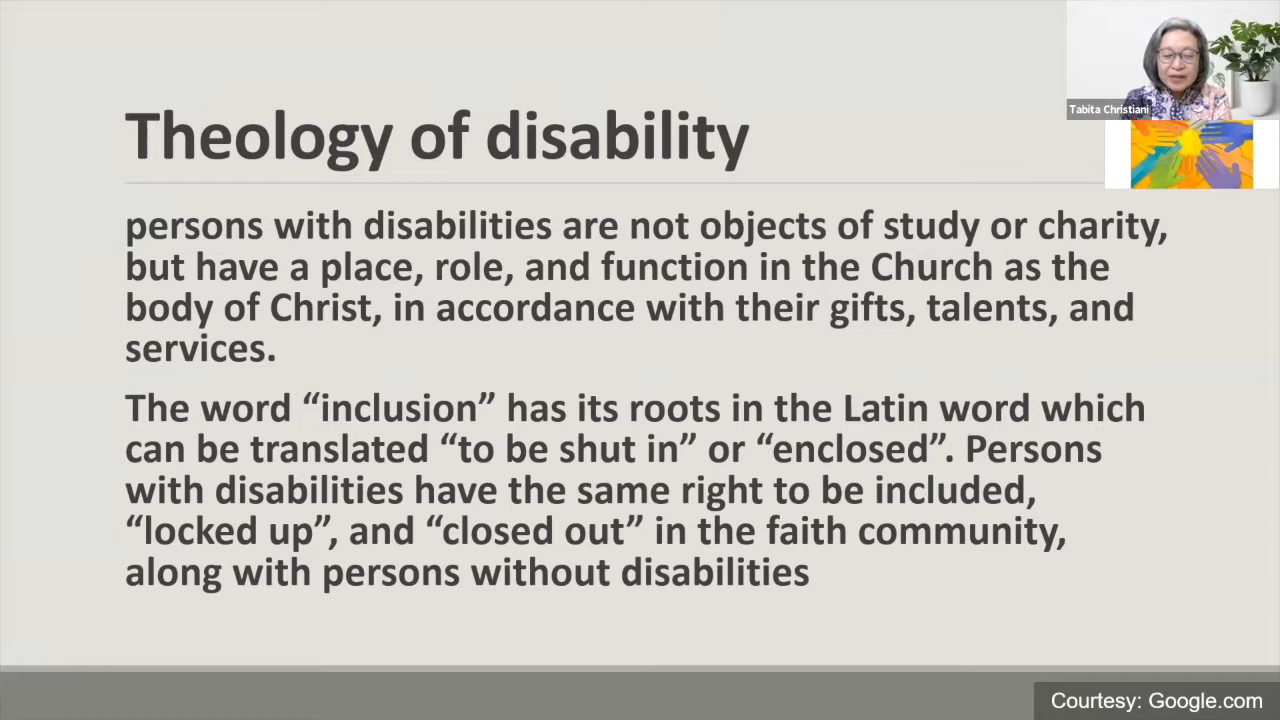 Theology of disability
Tabita Christiani
persons with disabilities are not objects of study or charity,
but have a place, role, and function in the Church as the
body of Christ, in accordance with their gifts, talents, and
services.
The word “inclusion” has its roots in the Latin word which
can be translated “to be shut in” or “enclosed”. Persons
with disabilities have the same right to be included,
“locked up”, and “closed out” in the faith community,
along with persons without disabilities
Courtesy: Google.com